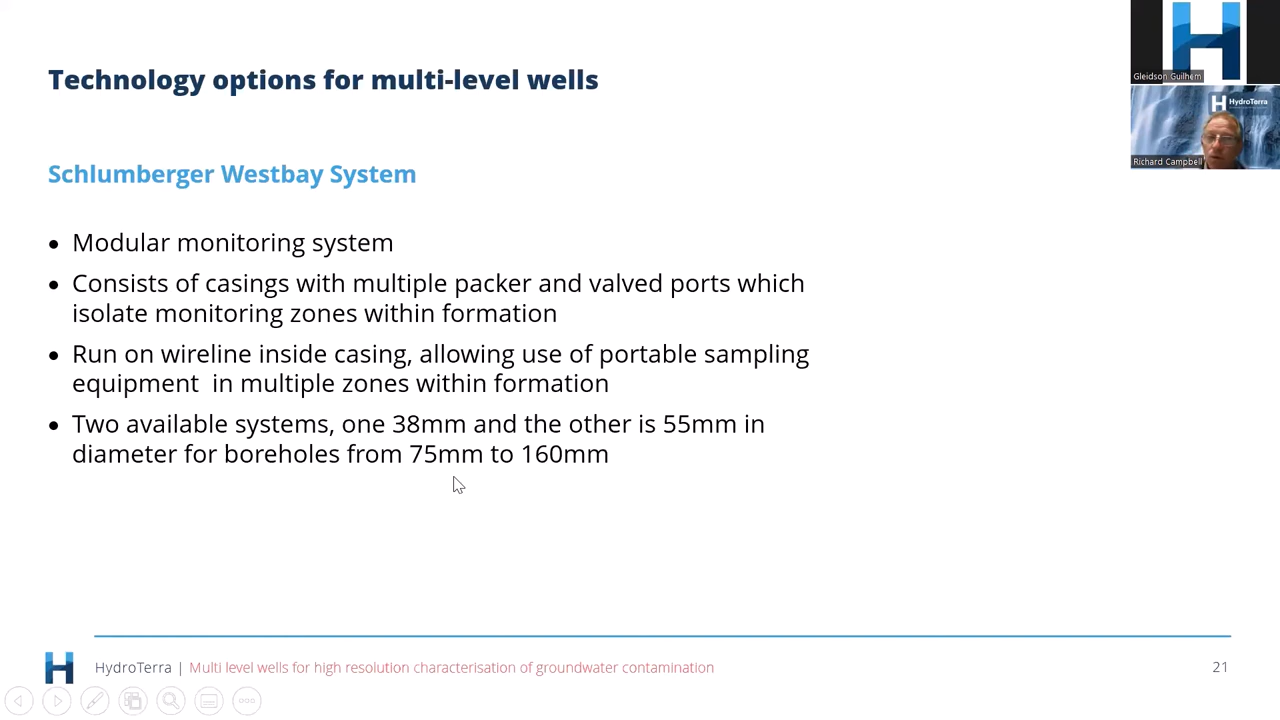 Technology options for multi-level wells
Gleidson Guilhem
HydroTerra
Richard Campbell
Schlumberger Westbay System
• Modular monitoring system
• Consists of casings with multiple packer and valved ports which
isolate monitoring zones within formation
• Run on wireline inside casing, allowing use of portable sampling
equipment in multiple zones within formation
• Two available systems, one 38mm and the other is 55mm in
diameter for boreholes from 75mm to 160mm
HydroTerra | Multi level wells for high resolution characterisation of groundwater contamination
21